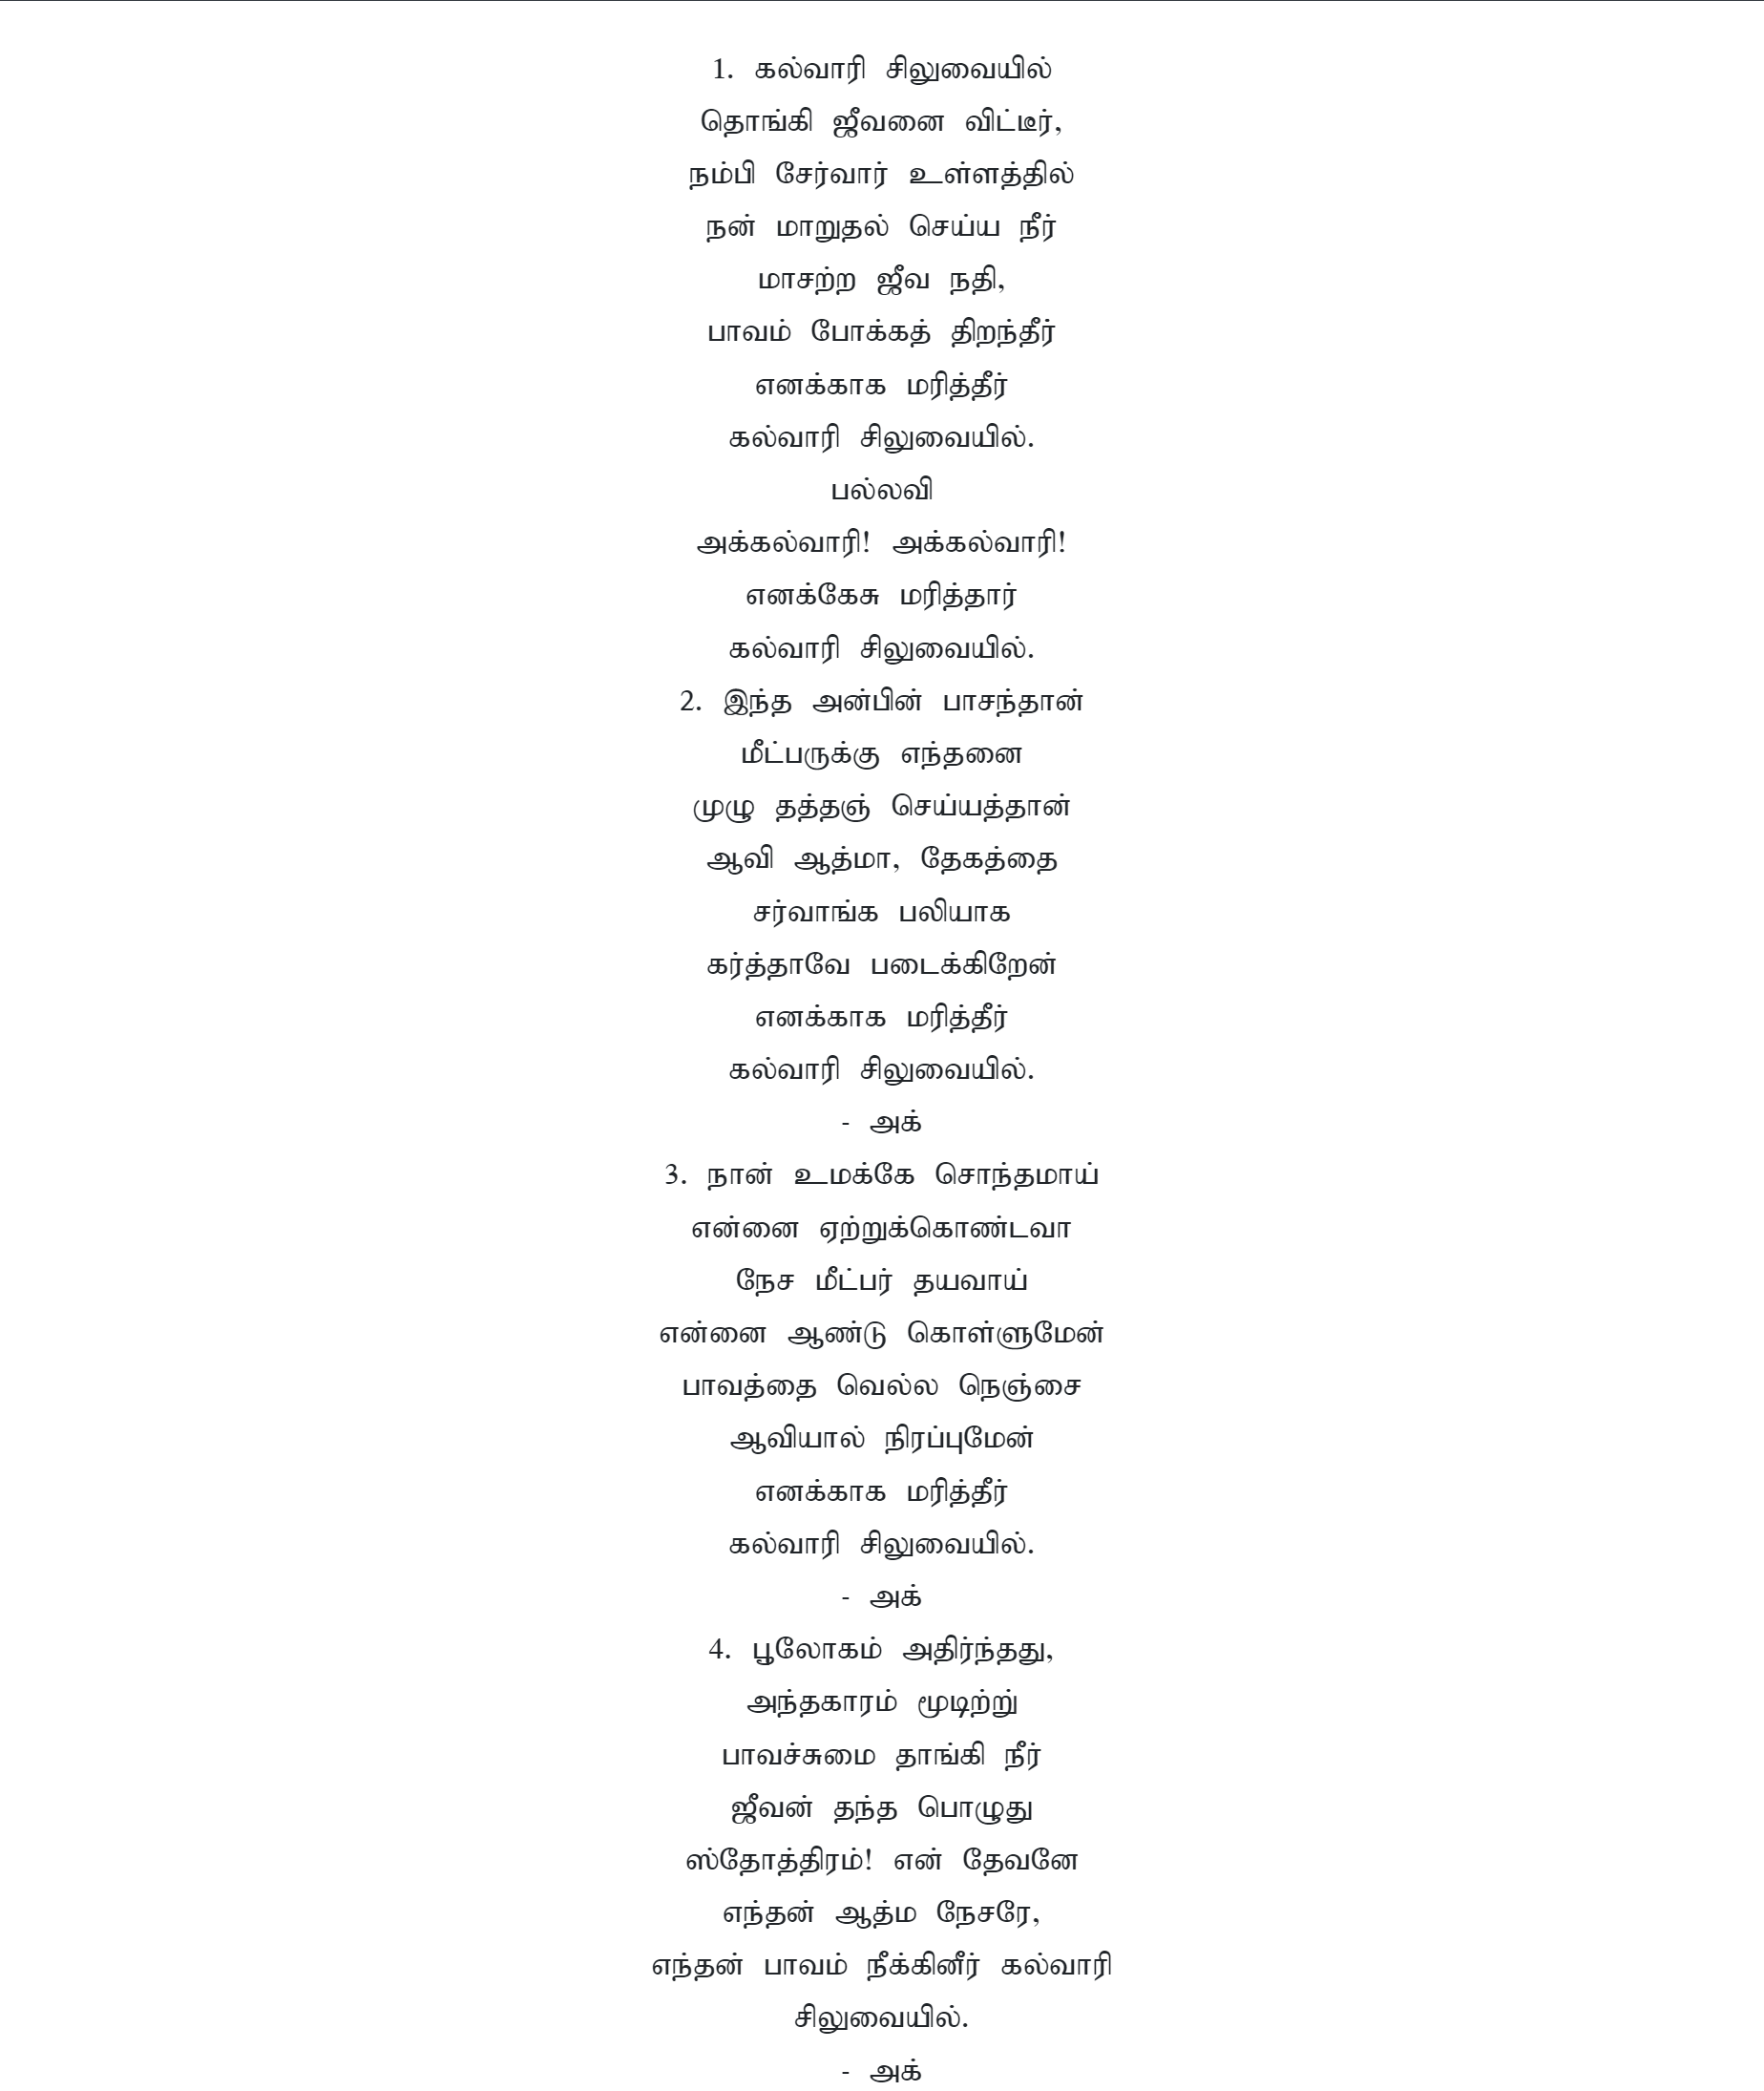 1. கல்வாரி சிலுவையில்
தொங்கி ஜீவனை விட்டீர்,
நம்பி சேர்வார் உள்ளத்தில்
நன் மாறுதல் செய்ய நீர்
மாசற்ற ஜீவ நதி,
பாவம் போக்கத் திறந்தீர்
எனக்காக மரித்தீர்
கல்வாரி சிலுவையில்.
பல்லவி
அக்கல்வாரி! அக்கல்வாரி!
எனக்கேசு மரித்தார்
கல்வாரி சிலுவையில்.
2. இந்த அன்பின் பாசந்தான்
மீட்பருக்கு எந்தனை
முழு தத்தஞ் செய்யத்தான்
ஆவி ஆத்மா, தேகத்தை
சர்வாங்க பலியாக
கர்த்தாவே படைக்கிறேன்
எனக்காக மரித்தீர்
கல்வாரி சிலுவையில்.
- அக்
3. நான் உமக்கே சொந்தமாய்
என்னை ஏற்றுக்கொண்டவா
நேச மீட்பர் தயவாய்
என்னை ஆண்டு கொள்ளுமேன்
பாவத்தை வெல்ல நெஞ்சை
ஆவியால் நிரப்புமேன்
எனக்காக மரித்தீர்
கல்வாரி சிலுவையில்.
- அக்
4. பூலோகம் அதிர்ந்தது,
அந்தகாரம் மூடிற்று்
பாவச்சுமை தாங்கி நீர்
ஜீவன் தந்த பொழுது
ஸ்தோத்திரம்! என் தேவனே
எந்தன் ஆத்ம நேசரே,
எந்தன் பாவம் நீக்கினீர் கல்வாரி
சிலுவையில்.
- அக்